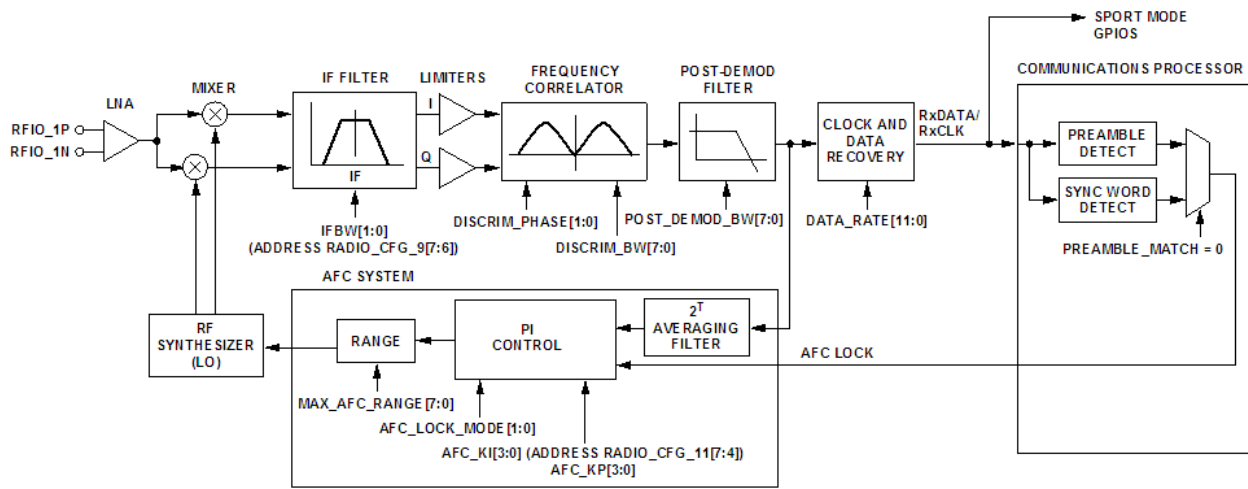 SPORT MODE
GPIOS
COMMUNICATIONS PROCESSOR
LNA
MIXER
IF FILTER
LIMITERS
FREQUENCY
CORRELATOR
POST-DEMOD
FILTER
RFIO_1P
RFIO_1N
I
Q
IF
CLOCK AND
DATA
RECOVERY
RxDATA/
RxCLK
PREAMBLE
DETECT
SYNC WORD
DETECT
PREAMBLE_MATCH = 0
IFBW[1:0]
(ADDRESS RADIO_CFG_9[7:6])
DISCRIM_PHASE[1:0]
DISCRIM_BW[7:0]
POST_DEMOD_BW[7:0]
DATA_RATE[11:0]
AFC SYSTEM
RF
SYNTHESIZER
(LO)
RANGE
PI
CONTROL
2T
AVERAGING
FILTER
AFC LOCK
MAX_AFC_RANGE[7:0]
AFC_LOCK_MODE[1:0]
AFC_KI[3:0] (ADDRESS RADIO_CFG_11[7:4])
AFC_KP[3:0]